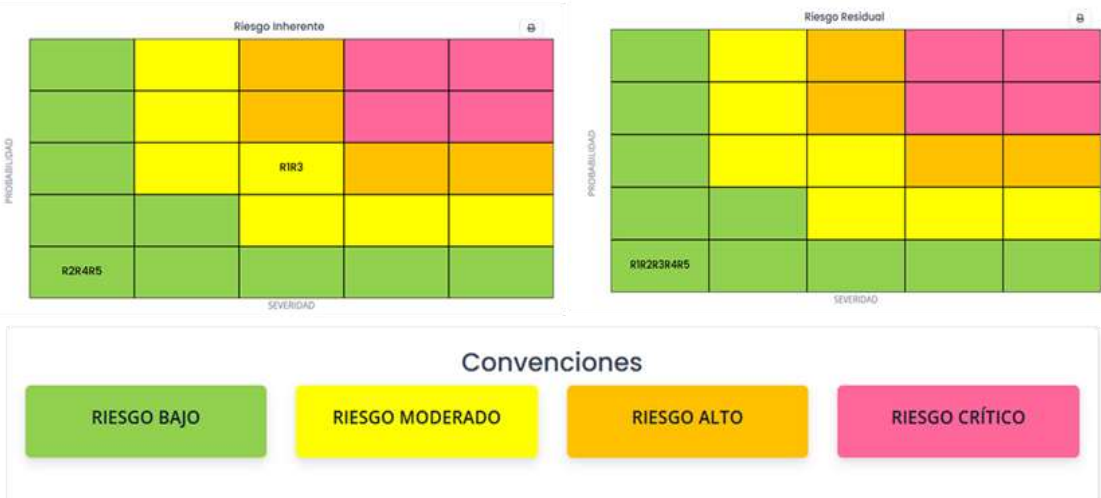 Riesgo Inherente
PROBABILIDAD
R1R3
R2R4R5
SEVERIDAD
Riesgo Residual
PROBABILIDAD
R1R2R3R4R5
SEVERIDAD
Convenciones
RIESGO BAJO
RIESGO MODERADO
RIESGO ALTO
RIESGO CRÍTICO